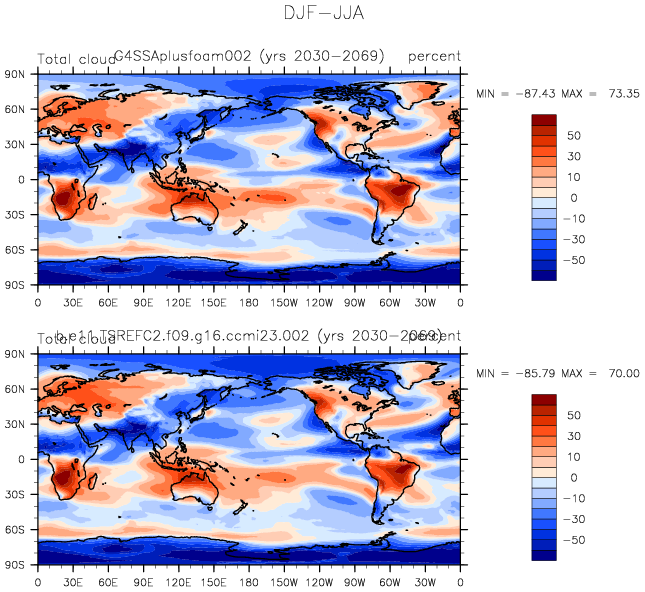 DJF−JJA
Total cloud G4SSAplusfoam002 (yrs 2030−2069) percent
MIN = −87.43 MAX = 73.35
90N
60N
30N
0
30S
60S
90S
0 30E 60E 90E 120E 150E 180 150W 120W 90W 60W 30W 0
50
30
10
0
−10
−30
−50
Total cloud b.e11.TSREFC2.f09.g16.ccmi23.002 (yrs 2030−2069) percent
MIN = −85.79 MAX = 70.00
90N
60N
30N
0
30S
60S
90S
0 30E 60E 90E 120E 150E 180 150W 120W 90W 60W 30W 0
50
30
10
0
−10
−30
−50